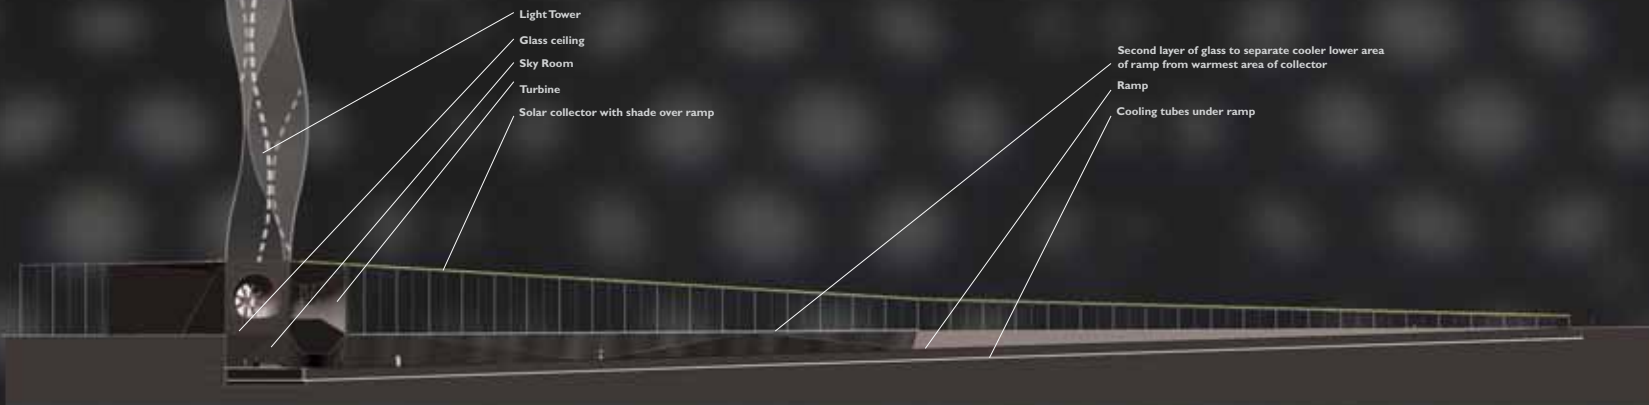 Light Tower
Glass ceiling
Sky Room
Turbine
Solar collector with shade over ramp
Second layer of glass to separate cooler lower area
of ramp from warmest area of collector
Ramp
Cooling tubes under ramp